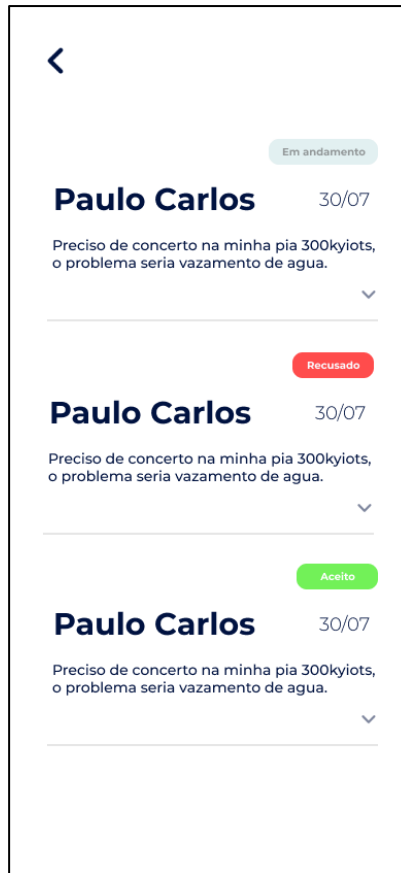 Em andamento
Paulo Carlos 30/07
Preciso de concerto na minha pia 300kyiots,
o problema seria vazamento de agua.
Recusado
Paulo Carlos 30/07
Preciso de concerto na minha pia 300kyiots,
o problema seria vazamento de agua.
Aceito
Paulo Carlos 30/07
Preciso de concerto na minha pia 300kyiots,
o problema seria vazamento de agua.